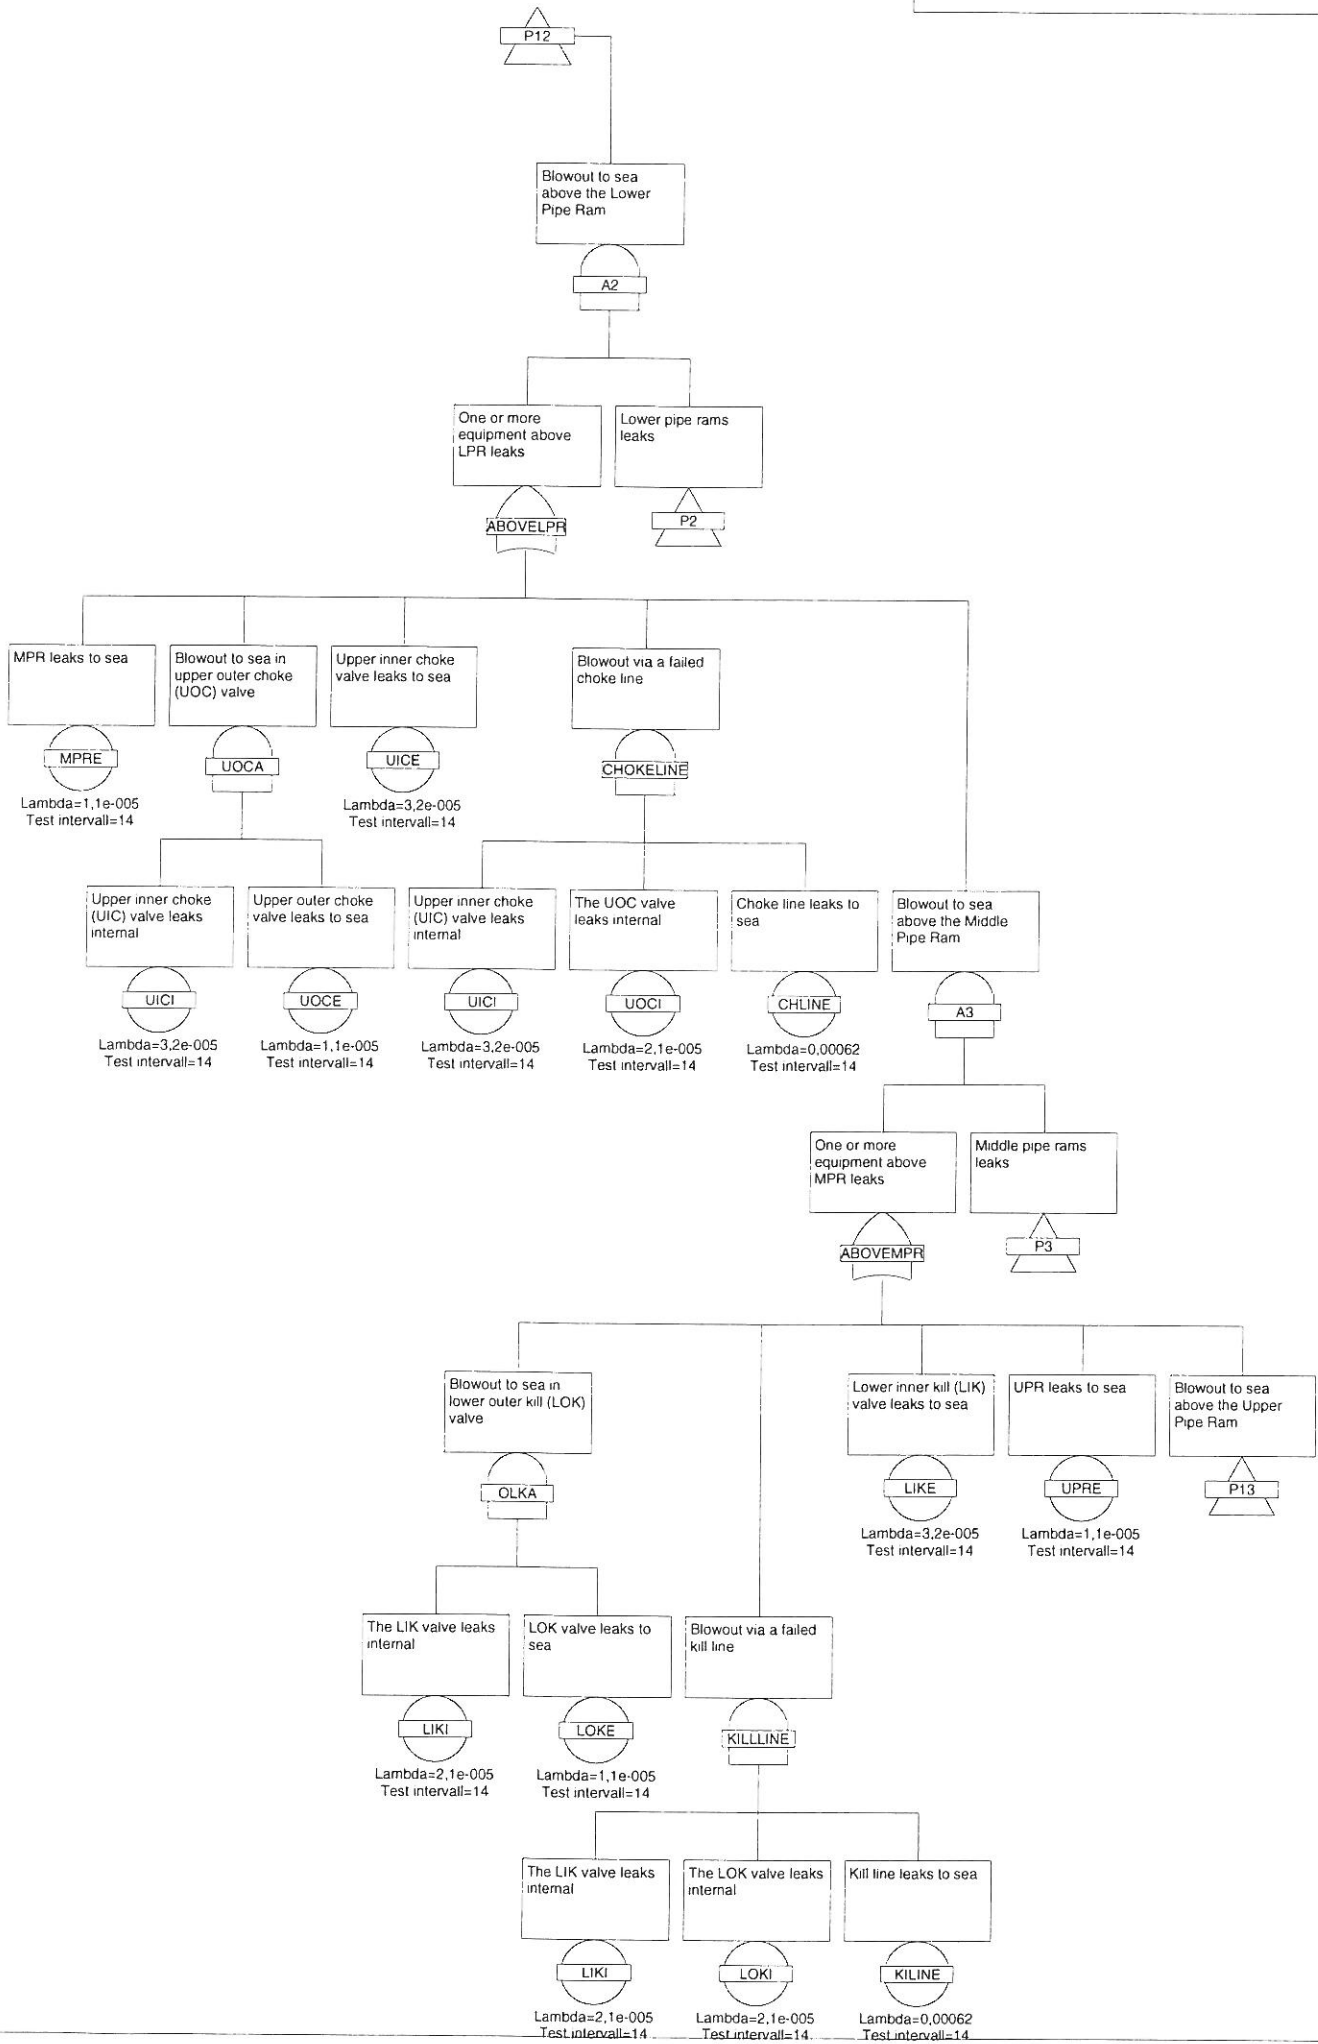 P12
Blowout to sea
above the Lower
Pipe Ram
A2
One or more
equipment above
LPR leaks
Lower pipe rams
leaks
ABOVELPR
P2
MPR leaks to sea
Blowout to sea in
upper outer choke
(UOC) valve
Upper inner choke
valve leaks to sea
Blowout via a failed
choke line
MPRE
UOCA
UICE
CHOKELINE
Lambda=1,1e-005
Test intervall=14
Lambda=3,2e-005
Test intervall=14
Upper inner choke
(UIC) valve leaks
internal
Upper outer choke
valve leaks to sea
Upper inner choke
(UIC) valve leaks
internal
The UOC valve
leaks internal
Choke line leaks to
sea
Blowout to sea
above the Middle
Pipe Ram
UICI
UOCE
UICI
UOCI
CHLINE
A3
Lambda=3,2e-005
Test intervall=14
Lambda=1,1e-005
Test intervall=14
Lambda=3,2e-005
Test intervall=14
Lambda=2,1e-005
Test intervall=14
Lambda=0,00062
Test intervall=14
One or more
equipment above
MPR leaks
Middle pipe rams
leaks
ABOVEMPR
P3
Blowout to sea in
lower outer kill (LOK)
valve
Lower inner kill (LIK)
valve leaks to sea
UPR leaks to sea
Blowout to sea
above the Upper
Pipe Ram
OLKA
LIKE
UPRE
P13
Lambda=3,2e-005
Test intervall=14
Lambda=1,1e-005
Test intervall=14
The LIK valve leaks
internal
LOK valve leaks to
sea
Blowout via a failed
kill line
LIKI
LOKE
KILLLINE
Lambda=2,1e-005
Test intervall=14
Lambda=1,1e-005
Test intervall=14
The LIK valve leaks
internal
The LOK valve leaks
internal
Kill line leaks to sea
LIKI
LOKI
KILINE
Lambda=2,1e-005
Test intervall=14
Lambda=2,1e-005
Test intervall=14
Lambda=0,00062
Test intervall=14